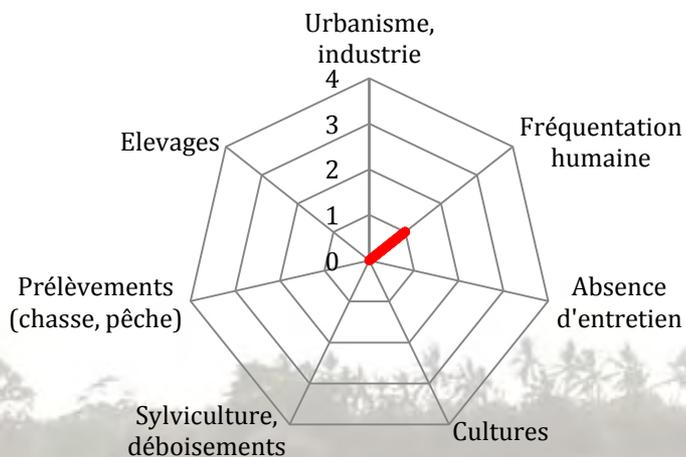 Urbanisme,
industrie
4
3
2
1
0
Fréquentation
humaine
Absence
d'entretien
Cultures
Sylviculture,
déboisements
Prélèvements
(chasse, pêche)
Elevages